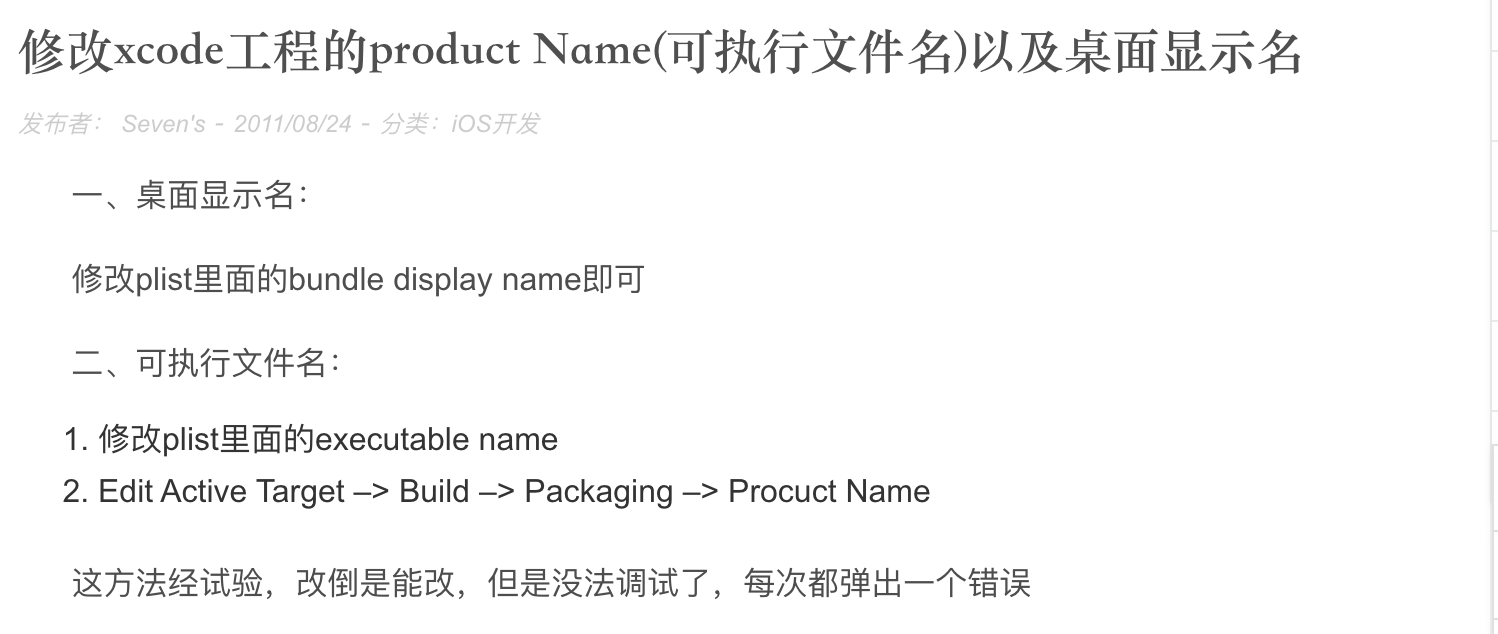 修改xcode工程的product Name(可执行文件名)以及桌面显示名
发布者： Seven's - 2011/08/24 - 分类：iOS开发
一、桌面显示名：
修改plist里面的bundle display name即可
二、可执行文件名：
1. 修改plist里面的executable name
2. Edit Active Target –> Build –> Packaging –> Procuct Name
这方法经试验，改倒是能改，但是没法调试了，每次都弹出一个错误